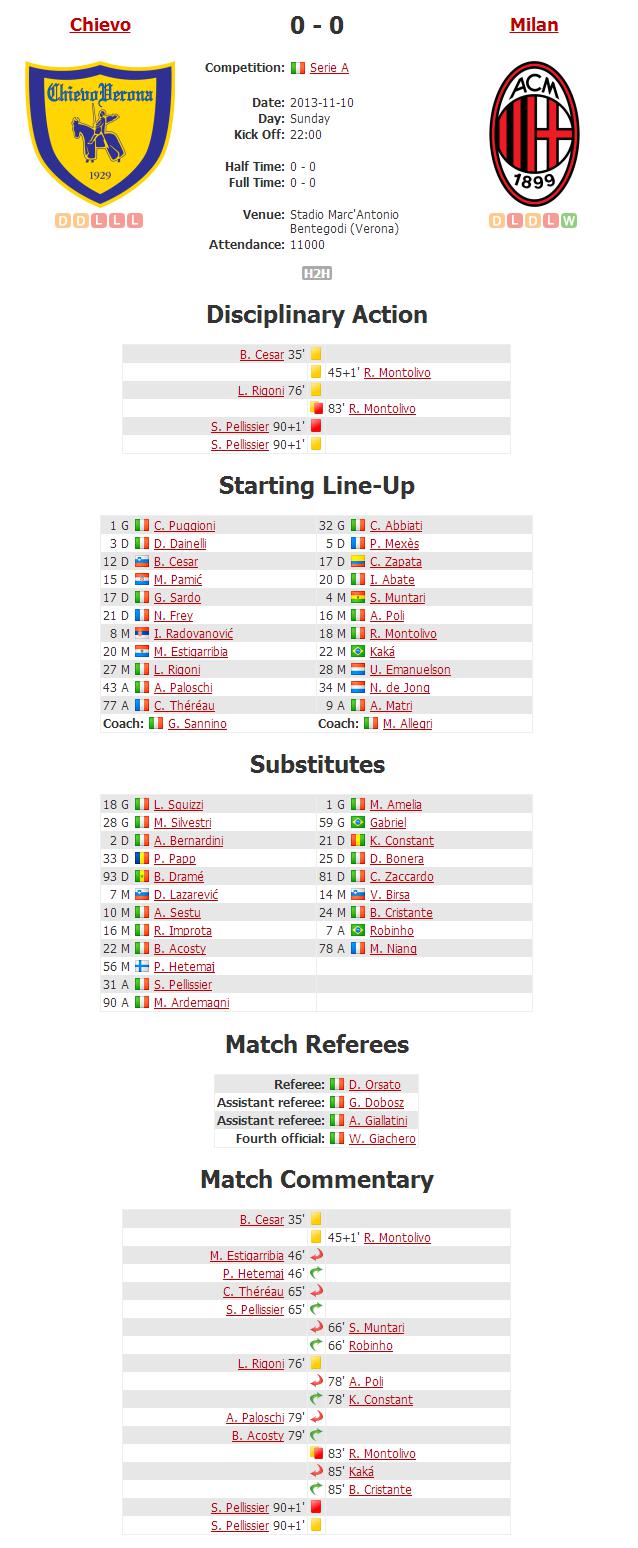 Chievo 0 - 0 Milan
Competition: Serie A
ChievoVerona
1929
ACM
1899
Date: 2013-11-10
Day: Sunday
Kick Off: 22:00
Half Time: 0 - 0
Full Time: 0 - 0
Venue: Stadio Marc'Antonio
Bentegodi (Verona)
Attendance: 11000
D D L L L
D L D L W
H2H
Disciplinary Action
B. Cesar 35'
45+1' R. Montolivo
L. Rigoni 76'
83' R. Montolivo
S. Pellissier 90+1'
S. Pellissier 90+1'
Starting Line-Up
1 G C. Puggioni 32 G C. Abbiati
3 D D. Dainelli 5 D P. Mexès
12 D B. Cesar 17 D C. Zapata
15 D M. Pamić 20 D I. Abate
17 D G. Sardo 4 M S. Muntari
21 D N. Frey 16 M A. Poli
8 M I. Radovanović 18 M R. Montolivo
20 M M. Estigarribia 22 M Kaká
27 M L. Rigoni 28 M U. Emanuelson
43 A A. Paloschi 34 M N. de Jong
77 A C. Théréau 9 A A. Matri
Coach: G. Sannino Coach: M. Allegri
Substitutes
18 G L. Squizzi 1 G M. Amelia
28 G M. Silvestri 59 G Gabriel
2 D A. Bernardini 21 D K. Constant
33 D P. Papp 25 D D. Bonera
93 D B. Dramé 81 D C. Zaccardo
7 M D. Lazarević 14 M V. Birsa
10 M A. Sestu 24 M B. Cristante
16 M R. Improta 7 A Robinho
22 M B. Acosty 78 A M. Niang
56 M P. Hetemaj
31 A S. Pellissier
90 A M. Ardemagni
Match Referees
Referee: D. Orsato
Assistant referee: G. Dobosz
Assistant referee: A. Giallatini
Fourth official: W. Giachero
Match Commentary
B. Cesar 35'
45+1' R. Montolivo
M. Estigarribia 46'
P. Hetemaj 46'
C. Théréau 65'
S. Pellissier 65'
66' S. Muntari
66' Robinho
L. Rigoni 76'
78' A. Poli
78' K. Constant
A. Paloschi 79'
B. Acosty 79'
83' R. Montolivo
85' Kaká
85' B. Cristante
S. Pellissier 90+1'
S. Pellissier 90+1'